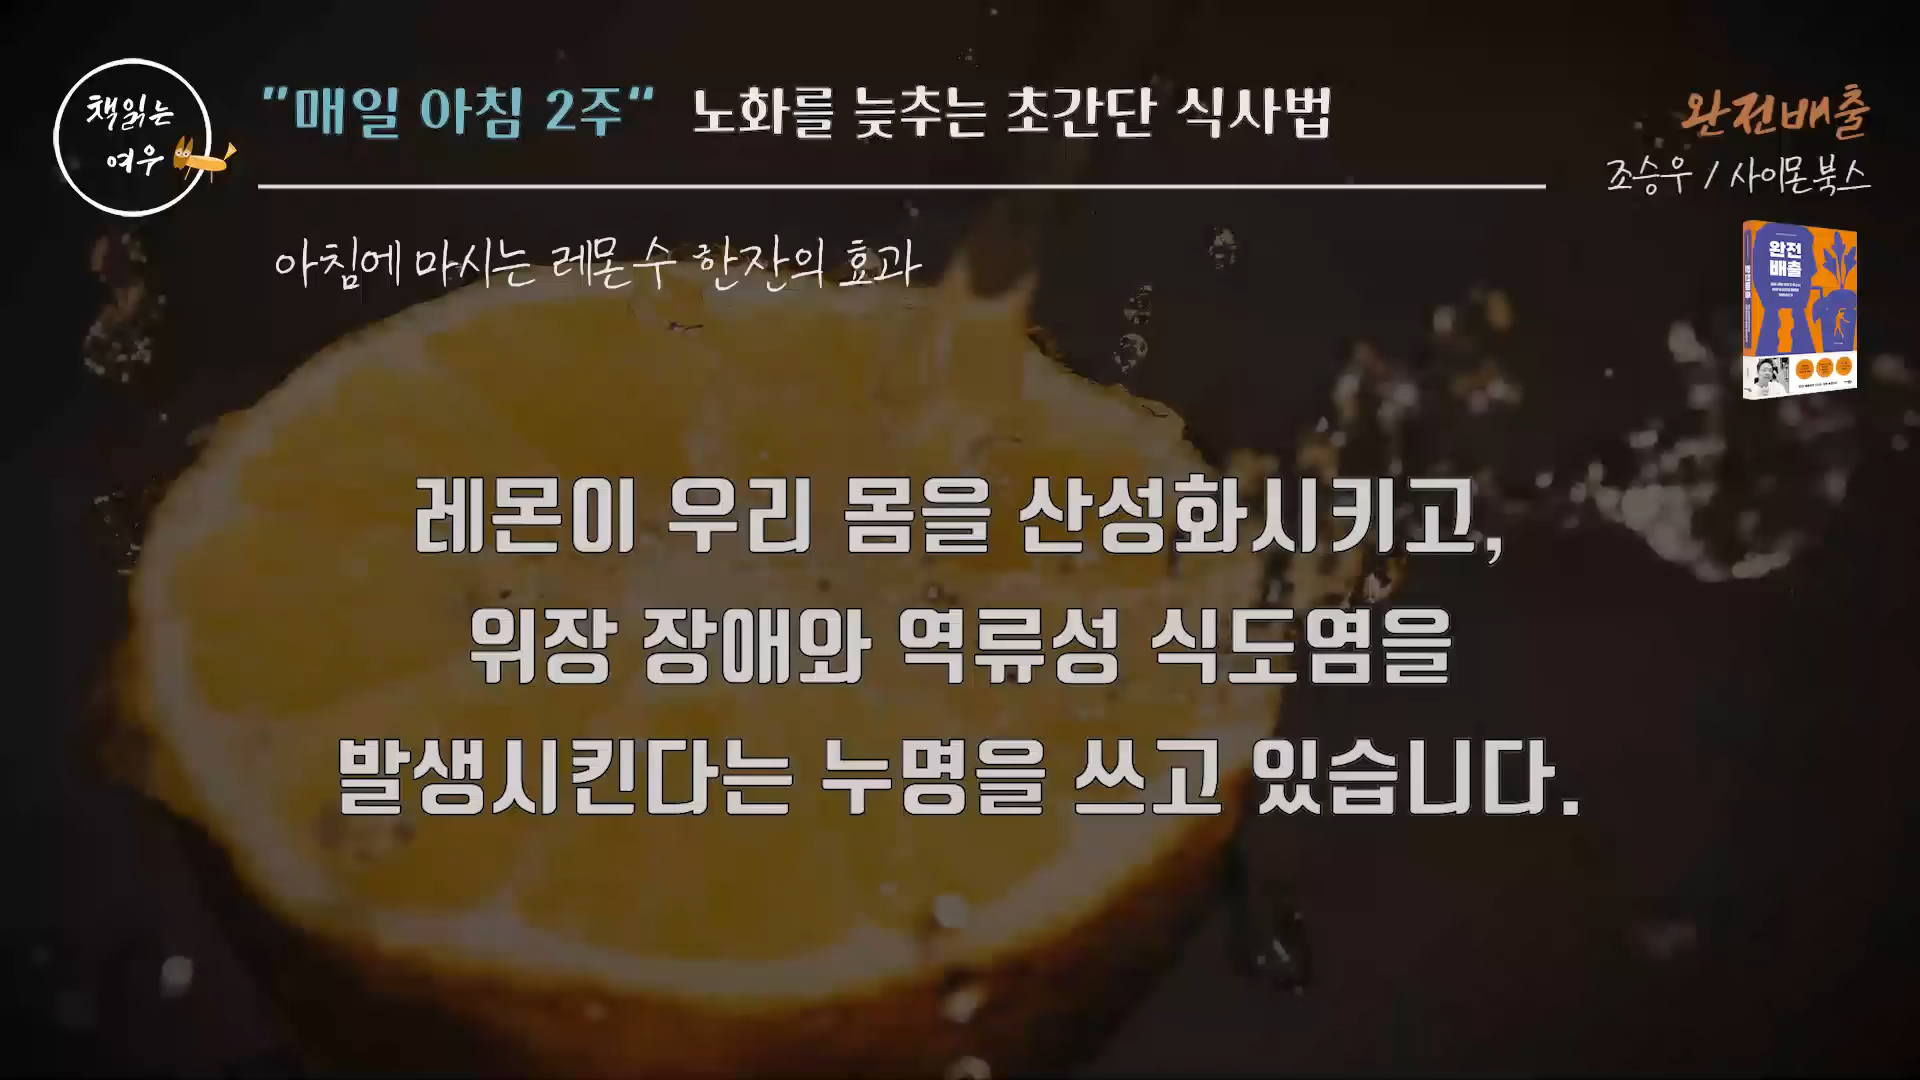 책읽는
여우
"매일 아침 2주" 노화를 늦추는 초간단 식사법
완전배출
조승우 / 사이몬북스
아침에 마시는 레몬수 한잔의 효과
완전
배출
레몬이 우리 몸을 산성화시키고,
위장 장애와 역류성 식도염을
발생시킨다는 누명을 쓰고 있습니다.